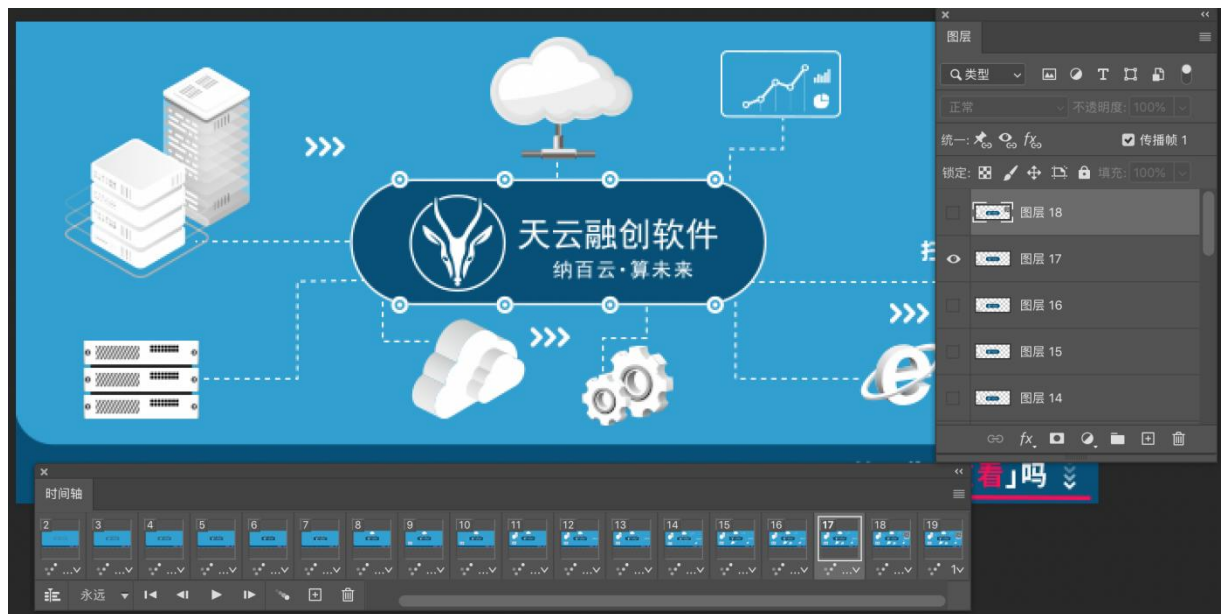 图层
类型
正常
不透明度: 100%
统一:
传播帧 1
锁定:
填充: 100%
图层 18
图层 17
图层 16
图层 15
图层 14
天云融创软件
纳百云·算未来
看」吗
时间轴
2 3 4 5 6 7 8 9 10 11 12 13 14 15 16 17 18 19
永远